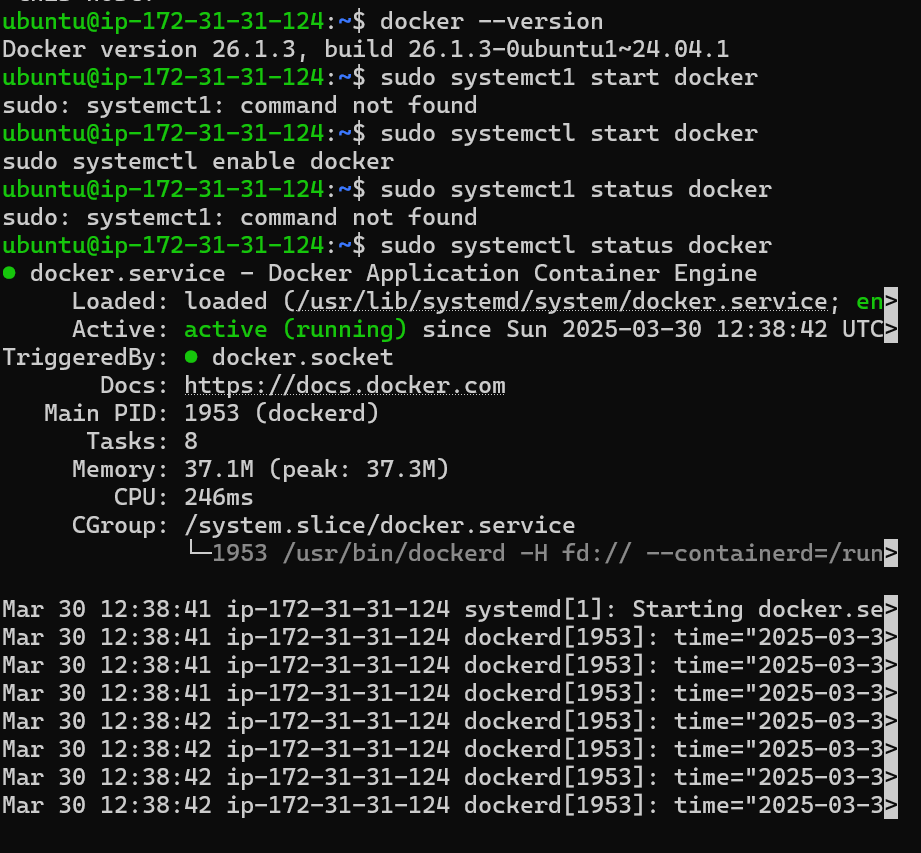 ubuntu@ip-172-31-31-124:~$ docker --version
Docker version 26.1.3, build 26.1.3-0ubuntu1~24.04.1
ubuntu@ip-172-31-31-124:~$ sudo systemct1 start docker
sudo: systemct1: command not found
ubuntu@ip-172-31-31-124:~$ sudo systemctl start docker
sudo systemctl enable docker
ubuntu@ip-172-31-31-124:~$ sudo systemct1 status docker
sudo: systemct1: command not found
ubuntu@ip-172-31-31-124:~$ sudo systemctl status docker
● docker.service - Docker Application Container Engine
Loaded: loaded (/usr/lib/systemd/system/docker.service; en>
Active: active (running) since Sun 2025-03-30 12:38:42 UTC>
TriggeredBy: ● docker.socket
Docs: https://docs.docker.com
Main PID: 1953 (dockerd)
Tasks: 8
Memory: 37.1M (peak: 37.3M)
CPU: 246ms
CGroup: /system.slice/docker.service
└─1953 /usr/bin/dockerd -H fd:// --containerd=/run>
Mar 30 12:38:41 ip-172-31-31-124 systemd[1]: Starting docker.se>
Mar 30 12:38:41 ip-172-31-31-124 dockerd[1953]: time="2025-03-3>
Mar 30 12:38:41 ip-172-31-31-124 dockerd[1953]: time="2025-03-3>
Mar 30 12:38:41 ip-172-31-31-124 dockerd[1953]: time="2025-03-3>
Mar 30 12:38:42 ip-172-31-31-124 dockerd[1953]: time="2025-03-3>
Mar 30 12:38:42 ip-172-31-31-124 dockerd[1953]: time="2025-03-3>
Mar 30 12:38:42 ip-172-31-31-124 dockerd[1953]: time="2025-03-3>
Mar 30 12:38:42 ip-172-31-31-124 dockerd[1953]: time="2025-03-3>